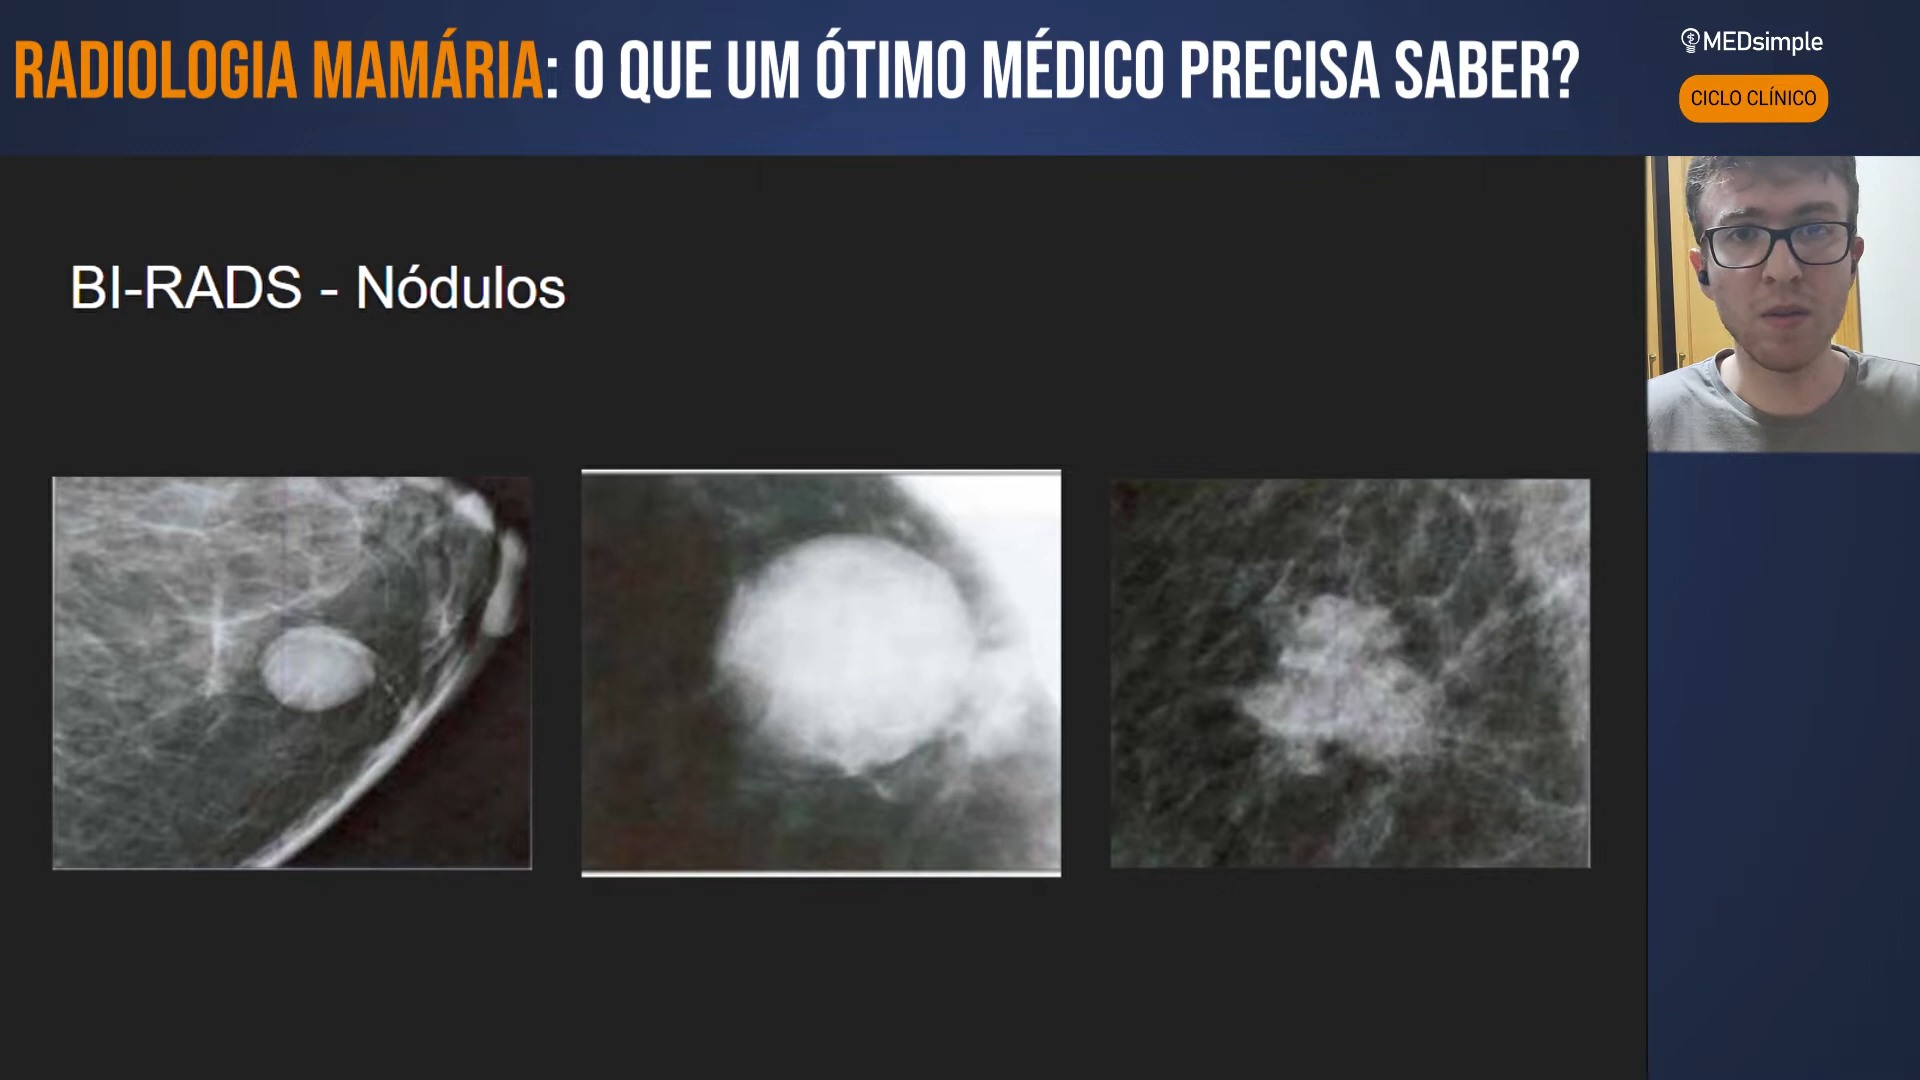 RADIOLOGIA MAMÁRIA: O QUE UM ÓTIMO MÉDICO PRECISA SABER?
MEDsimple
CICLO CLÍNICO
BI-RADS - Nódulos